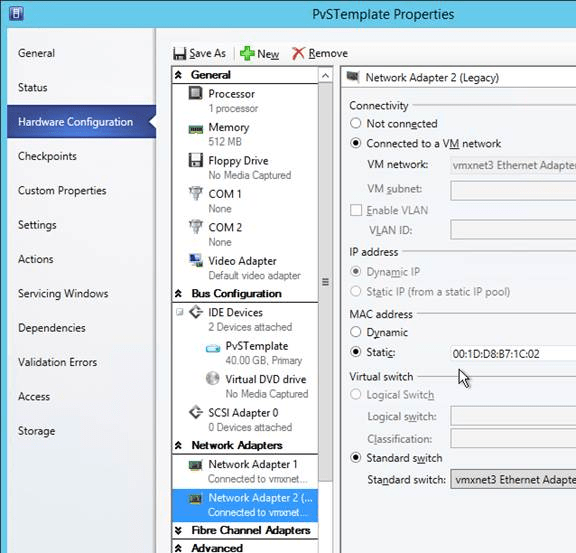 PvSTemplate Properties
General
Status
Hardware Configuration
Checkpoints
Custom Properties
Settings
Actions
Servicing Windows
Dependencies
Validation Errors
Access
Storage
Save As New Remove
General
Processor
1 processor
Memory
512 MB
Floppy Drive
No Media Captured
COM 1
None
COM 2
None
Video Adapter
Default video adapter
Bus Configuration
IDE Devices
2 Devices attached
PvSTemplate
40.00 GB, Primary
Virtual DVD drive
No Media Captured
SCSI Adapter 0
0 Devices attached
Network Adapters
Network Adapter 1
Connected to vmxnet...
Network Adapter 2 (...
Connected to vmxnet...
Fibre Channel Adapters
Advanced
Network Adapter 2 (Legacy)
Connectivity
Not connected
Connected to a VM network
VM network: vmxnet3 Ethernet Adapte
VM subnet:
Enable VLAN
VLAN ID:
IP address
Dynamic IP
Static IP (from a static IP pool)
MAC address
Dynamic
Static: 00:1D:D8:B7:1C:02
Virtual switch
Logical Switch
Logical switch:
Classification:
Standard switch
Standard switch: vmxnet3 Ethernet Adapte